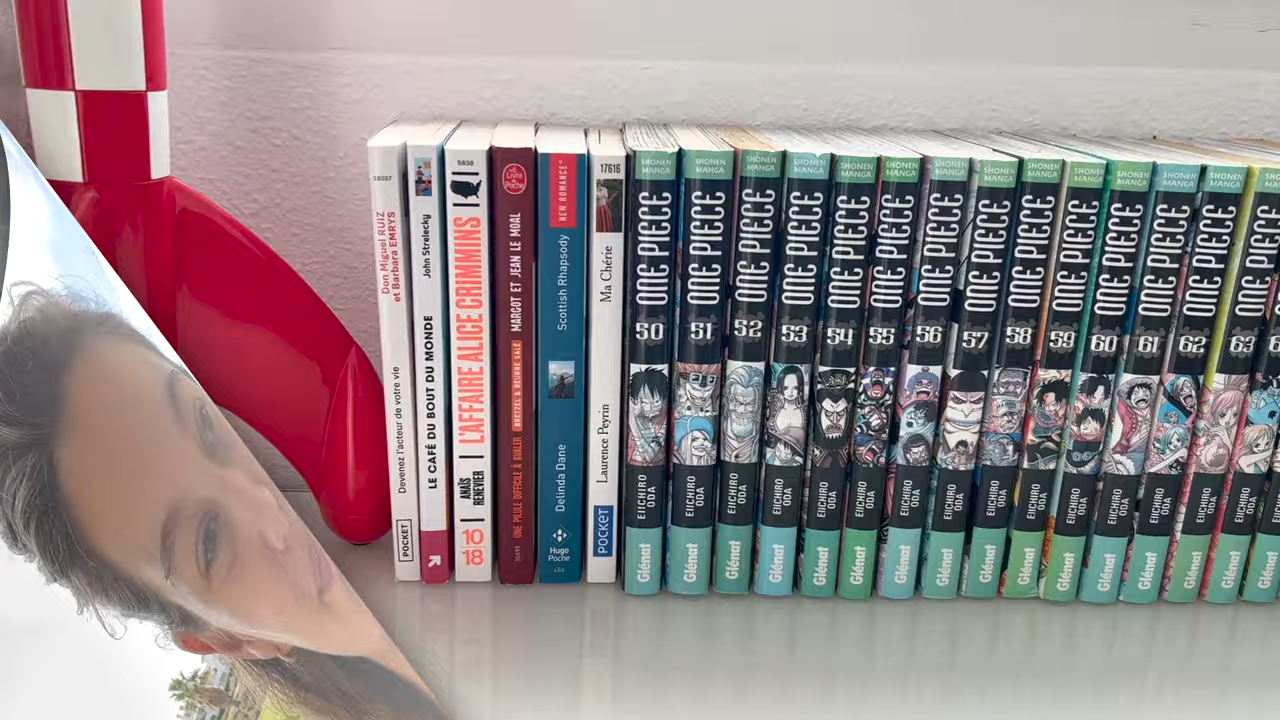 19037
Don Miguel RUIZ
et Barbara EMRYS
Devenez l'acteur de votre vie
POCKET
John Strelecky
LE CAFÉ DU BOUT DU MONDE
5838
L'AFFAIRE ALICE CRIMMINS
ANAÏS
RENEVIER
10
18
Le Livre de Poche
MARGOT ET JEAN LE MOAL
BRETZEL & BEURRE SALÉ
UNE PILULE DIFFICILE À AVALER
36699
NEW ROMANCE
Scottish Rhapsody
Delinda Dane
Hugo
Poche
17616
Ma Chérie
Laurence Peyrin
POCKET
SHONEN
MANGA
ONE PIECE
50
EIICHIRO
ODA
Glénat
SHONEN
MANGA
ONE PIECE
51
EIICHIRO
ODA
Glénat
SHONEN
MANGA
ONE PIECE
52
EIICHIRO
ODA
Glénat
SHONEN
MANGA
ONE PIECE
53
EIICHIRO
ODA
Glénat
SHONEN
MANGA
ONE PIECE
54
EIICHIRO
ODA
Glénat
SHONEN
MANGA
ONE PIECE
55
EIICHIRO
ODA
Glénat
SHONEN
MANGA
ONE PIECE
56
EIICHIRO
ODA
Glénat
SHONEN
MANGA
ONE PIECE
57
EIICHIRO
ODA
Glénat
SHONEN
MANGA
ONE PIECE
58
EIICHIRO
ODA
Glénat
SHONEN
MANGA
ONE PIECE
59
EIICHIRO
ODA
Glénat
SHONEN
MANGA
ONE PIECE
60
EIICHIRO
ODA
Glénat
SHONEN
MANGA
ONE PIECE
61
EIICHIRO
ODA
Glénat
SHONEN
MANGA
ONE PIECE
62
EIICHIRO
ODA
Glénat
SHONEN
MANGA
ONE PIECE
63
EIICHIRO
ODA
Glénat